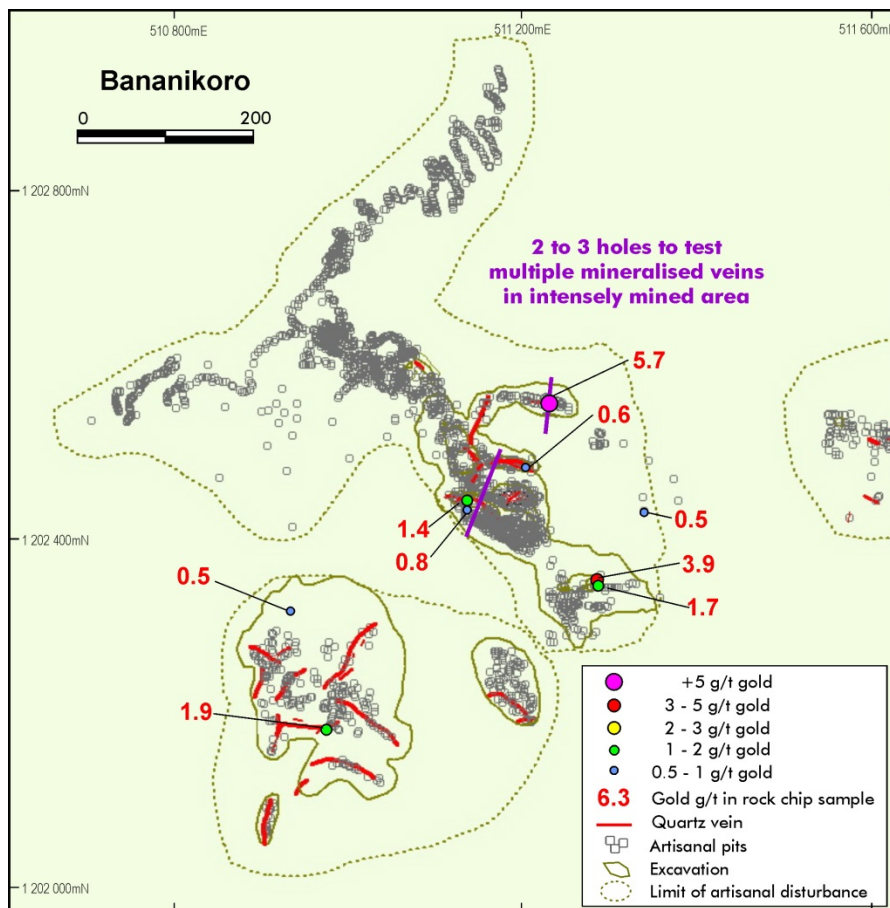 510 800mE
511 200mE
511 600mE
Bananikoro
0
200
1 202 800mN
2 to 3 holes to test
multiple mineralised veins
in intensely mined area
5.7
0.6
1.4
0.8
0.5
1 202 400mN
0.5
3.9
1.7
1.9
+5 g/t gold
3 - 5 g/t gold
2 - 3 g/t gold
1 - 2 g/t gold
0.5 - 1 g/t gold
6.3 Gold g/t in rock chip sample
Quartz vein
Artisanal pits
Excavation
Limit of artisanal disturbance
1 202 000mN